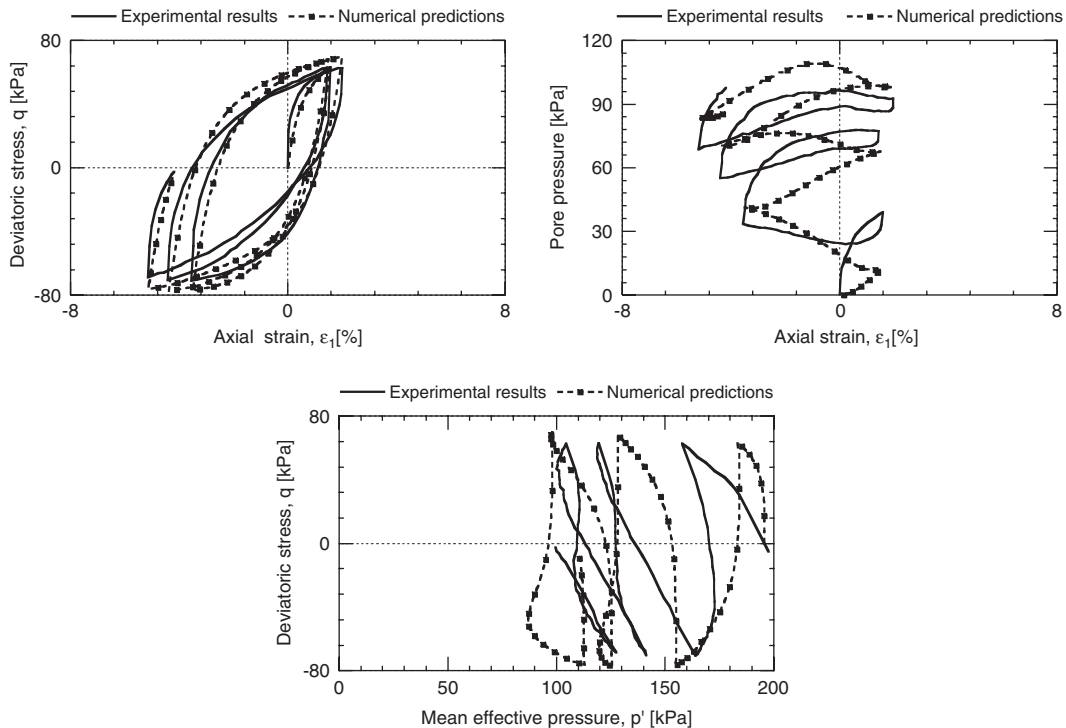 Experimental results Numerical predictions
80
0
-80
-8 0 8
Deviatoric stress, q [kPa]
Axial strain, ε1[%]
Experimental results Numerical predictions
120
90
60
30
0
-8 0 8
Pore pressure [kPa]
Axial strain, ε1[%]
Experimental results Numerical predictions
80
0
-80
0 50 100 150 200
Deviatoric stress, q [kPa]
Mean effective pressure, p' [kPa]